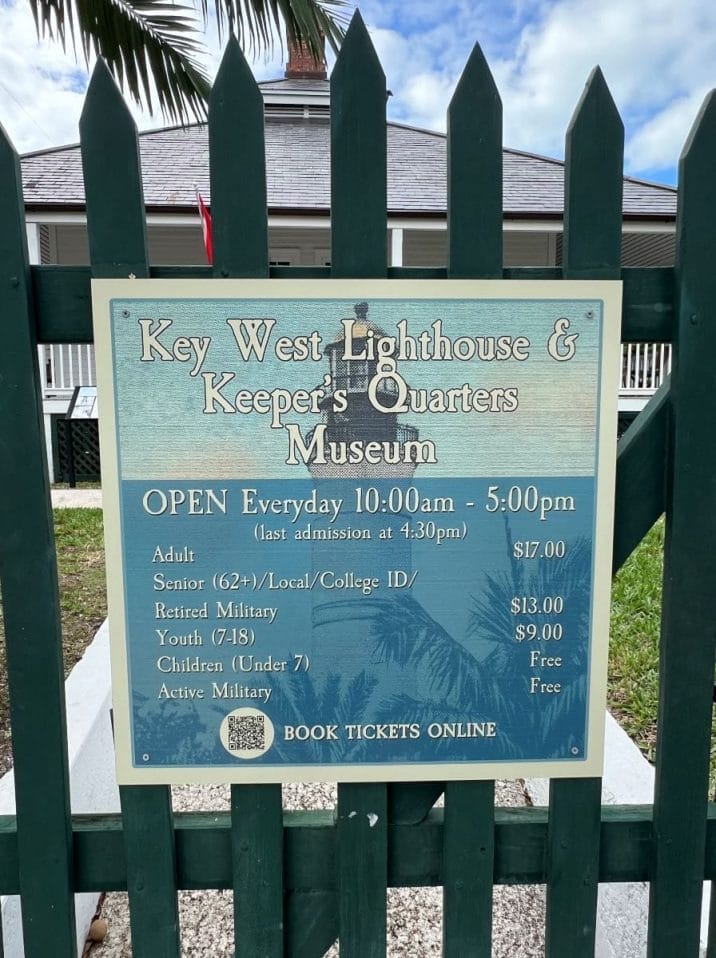 Key West Lighthouse &
Keeper's Quarters
Museum
OPEN Everyday 10:00am - 5:00pm
(last admission at 4:30pm)
Adult $17.00
Senior (62+)/Local/College ID/
Retired Military $13.00
Youth (7-18) $9.00
Children (Under 7) Free
Active Military Free
BOOK TICKETS ONLINE